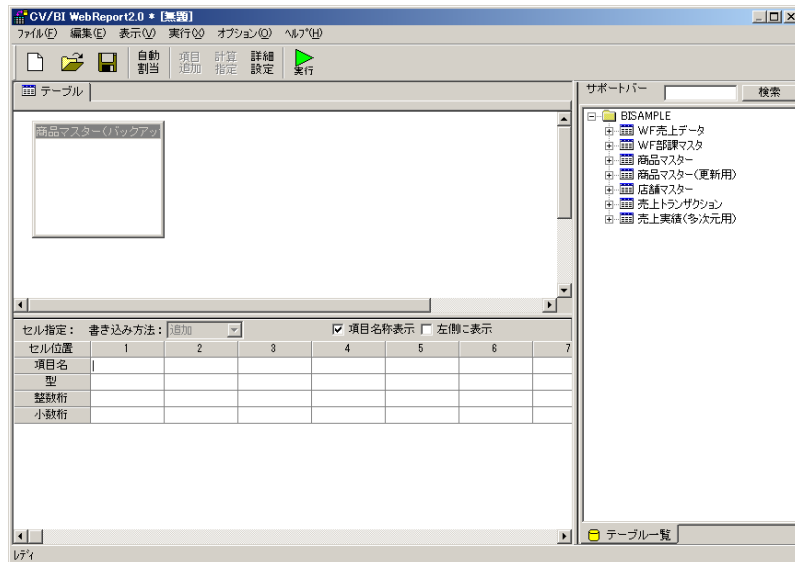 CV/BI WebReport2.0 * [無題]
ファイル(F) 編集(E) 表示(V) 実行(X) オプション(O) ヘルプ(H)
自動割当 項目追加 計算指定 詳細設定 実行
テーブル
商品マスター(バックアッ
サポートバー 検索
BISAMPLE
WF売上データ
WF部課マスタ
商品マスター
商品マスター(更新用)
店舗マスター
売上トランザクション
売上実績(多次元用)
セル指定: 書き込み方法: 追加 項目名称表示 左側に表示
セル位置 1 2 3 4 5 6 7
項目名
型
整数桁
小数桁
テーブル一覧
レディ